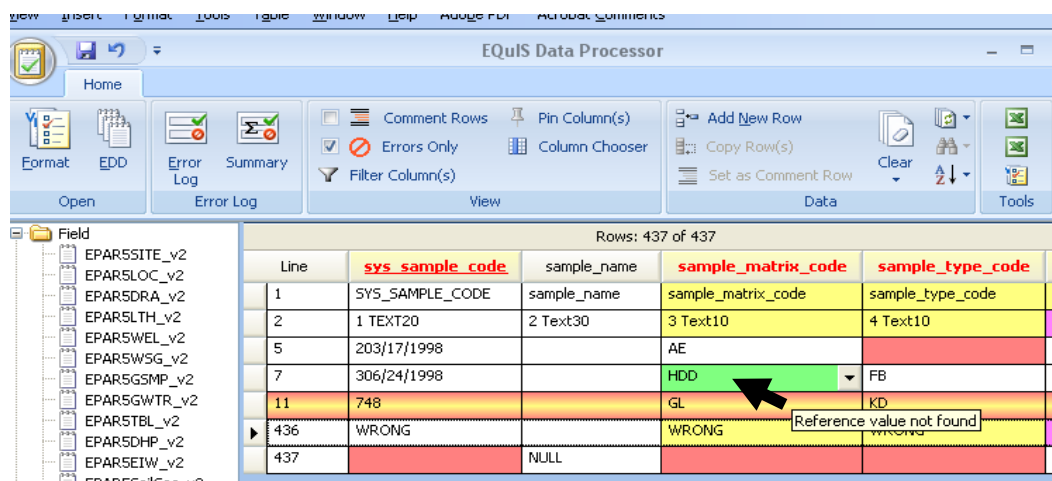 View Insert Format Tools Table Window Help Adobe PDF Acrobat Comments
EQuIS Data Processor
Home
Format
EDD
Open
Error Log
Summary
Error Log
Comment Rows
Pin Column(s)
Errors Only
Column Chooser
Filter Column(s)
View
Add New Row
Copy Row(s)
Set as Comment Row
Clear
Data
Tools
Field
EPAR5SITE_v2
EPAR5LOC_v2
EPAR5DRA_v2
EPAR5LTH_v2
EPAR5WEL_v2
EPAR5WSG_v2
EPAR5GSMP_v2
EPAR5GWTR_v2
EPAR5TBL_v2
EPAR5DHP_v2
EPAR5EIW_v2
Rows: 437 of 437
Line sys_sample_code sample_name sample_matrix_code sample_type_code
1 SYS_SAMPLE_CODE sample_name sample_matrix_code sample_type_code
2 1 TEXT20 2 Text30 3 Text10 4 Text10
5 203/17/1998 AE
7 306/24/1998 HDD FB
11 748 GL KD
Reference value not found
436 WRONG WRONG WRONG
437 NULL